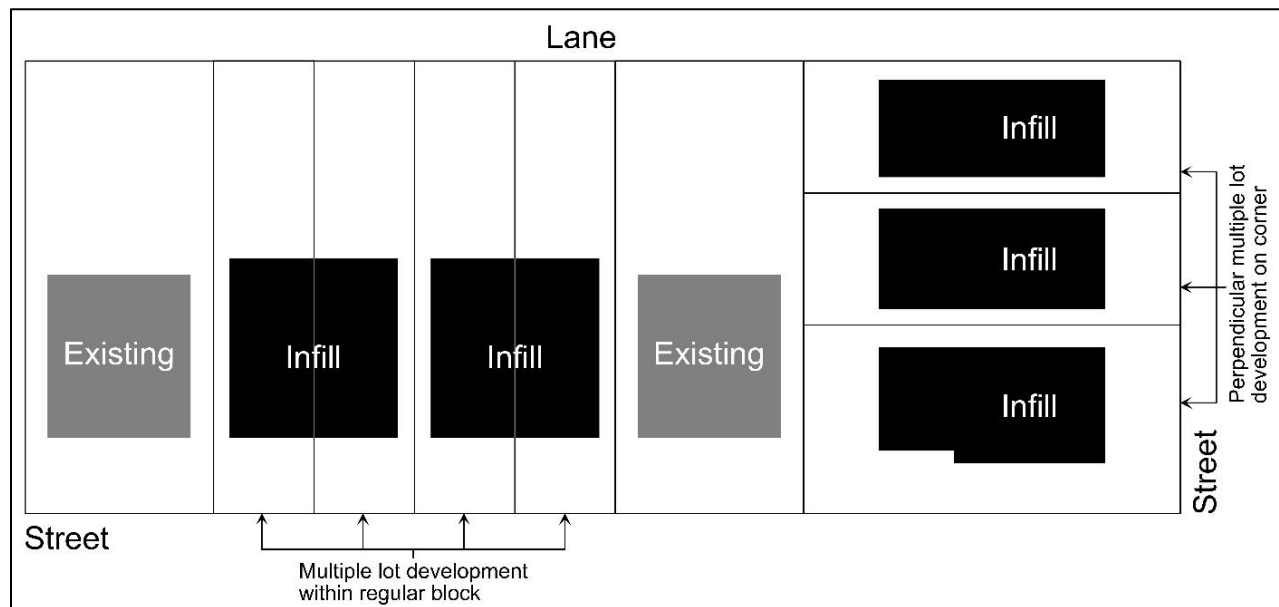 Lane
Infill
Infill
Infill
Existing
Infill
Infill
Existing
Perpendicular multiple lot
development on corner
Street
Street
Multiple lot development
within regular block